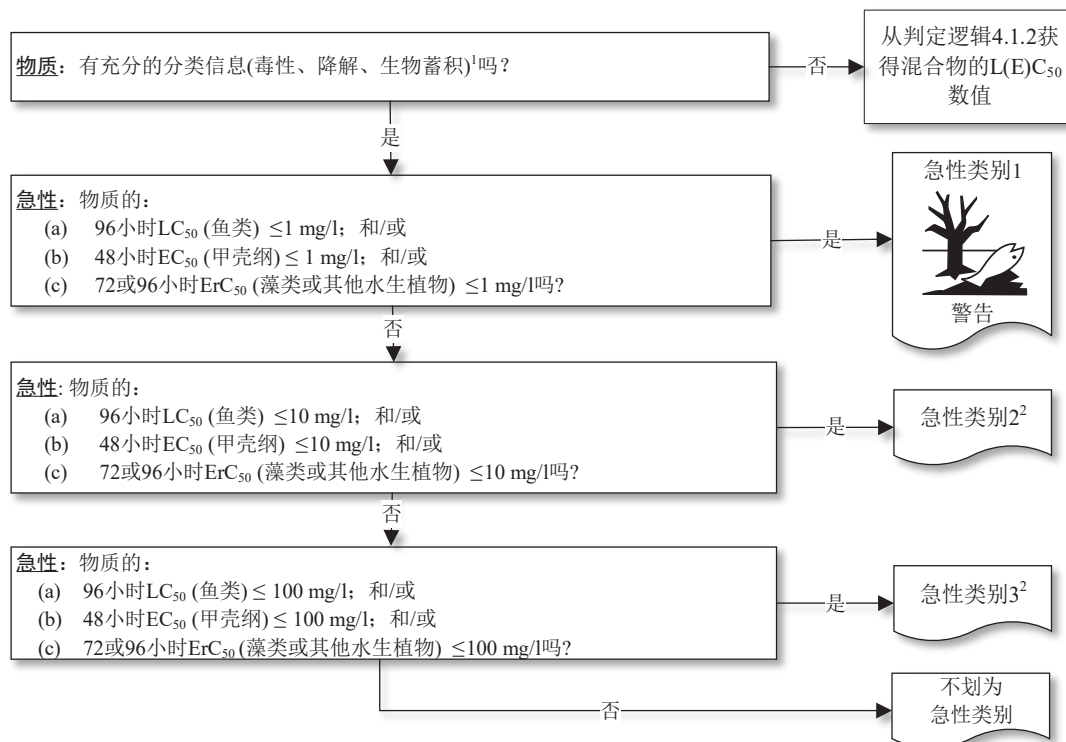 物质：有充分的分类信息(毒性、降解、生物蓄积)¹吗?
否
从判定逻辑4.1.2获
得混合物的L(E)C₅₀
数值
是
急性：物质的：
(a) 96小时LC₅₀ (鱼类) ≤1 mg/l；和/或
(b) 48小时EC₅₀ (甲壳纲) ≤ 1 mg/l；和/或
(c) 72或96小时ErC₅₀ (藻类或其他水生植物) ≤1 mg/l吗?
是
急性类别1
警告
否
急性: 物质的：
(a) 96小时LC₅₀ (鱼类) ≤10 mg/l；和/或
(b) 48小时EC₅₀ (甲壳纲) ≤10 mg/l；和/或
(c) 72或96小时ErC₅₀ (藻类或其他水生植物) ≤10 mg/l吗?
是
急性类别2²
否
急性：物质的：
(a) 96小时LC₅₀ (鱼类) ≤ 100 mg/l；和/或
(b) 48小时EC₅₀ (甲壳纲) ≤ 100 mg/l；和/或
(c) 72或96小时ErC₅₀ (藻类或其他水生植物) ≤100 mg/l吗?
是
急性类别3²
否
不划为
急性类别